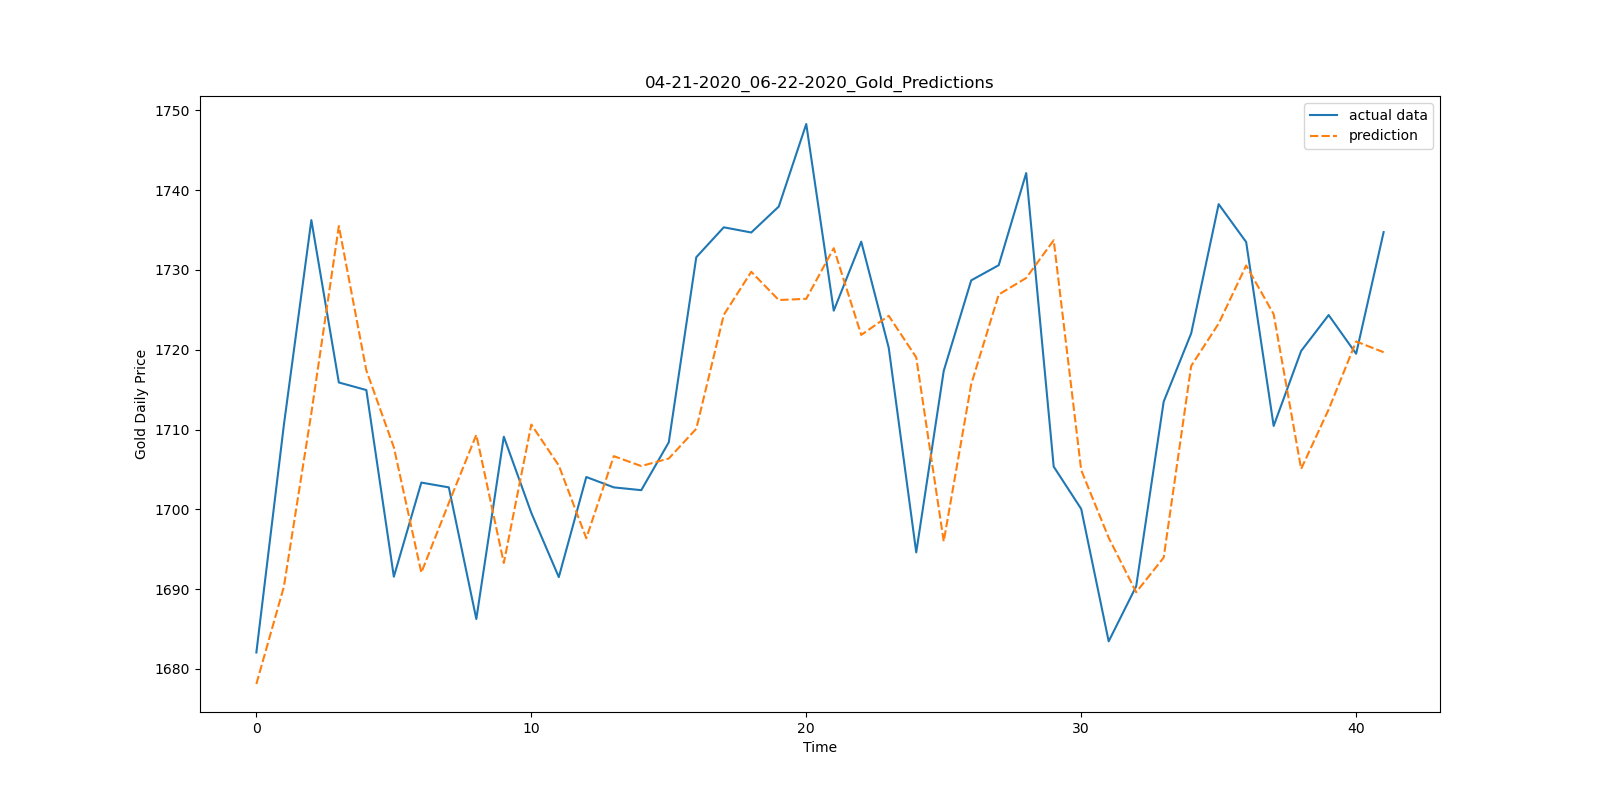 04-21-2020_06-22-2020_Gold_Predictions
actual data
prediction
1750
1740
1730
1720
1710
1700
1690
1680
Gold Daily Price
0 10 20 30 40
Time